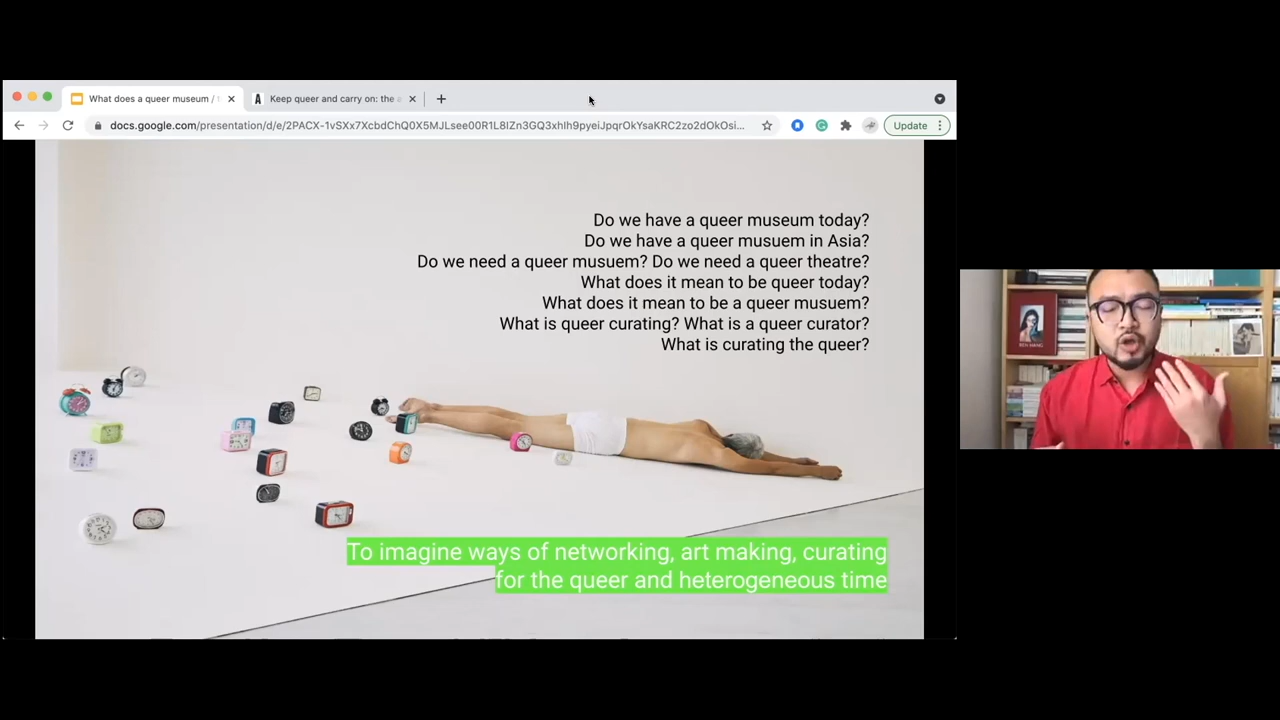 What does a queer museum /
Keep queer and carry on: the a
docs.google.com/presentation/d/e/2PACX-1vSXx7XcbdChQ0X5MJLsee00R1L8IZn3GQ3xhIh9pyeiJpqrOkYsaKRC2zo2dOkOsi...
Update
Do we have a queer museum today?
Do we have a queer musuem in Asia?
Do we need a queer musuem? Do we need a queer theatre?
What does it mean to be queer today?
What does it mean to be a queer musuem?
What is queer curating? What is a queer curator?
What is curating the queer?
To imagine ways of networking, art making, curating
for the queer and heterogeneous time
REN HANG